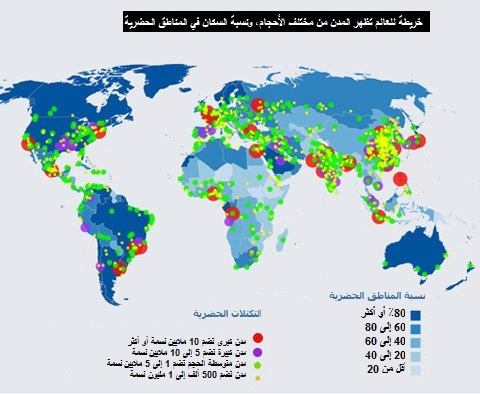 خريطة للعالم تظهر المدن من مختلف الأحجام، ونسبة السكان في المناطق الحضرية
نسبة المناطق الحضرية
80٪ أو أكثر
60 إلى 80
40 إلى 60
20 إلى 40
أقل من 20
التكتلات الحضرية
مدن كبرى تضم 10 ملايين نسمة أو أكثر
مدن كبيرة تضم 5 إلى 10 ملايين نسمة
مدن متوسطة الحجم تضم 1 إلى 5 ملايين نسمة
مدن تضم 500 ألف إلى 1 مليون نسمة